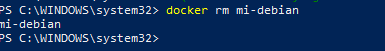 PS C:\WINDOWS\system32> docker rm mi-debian
mi-debian
PS C:\WINDOWS\system32>